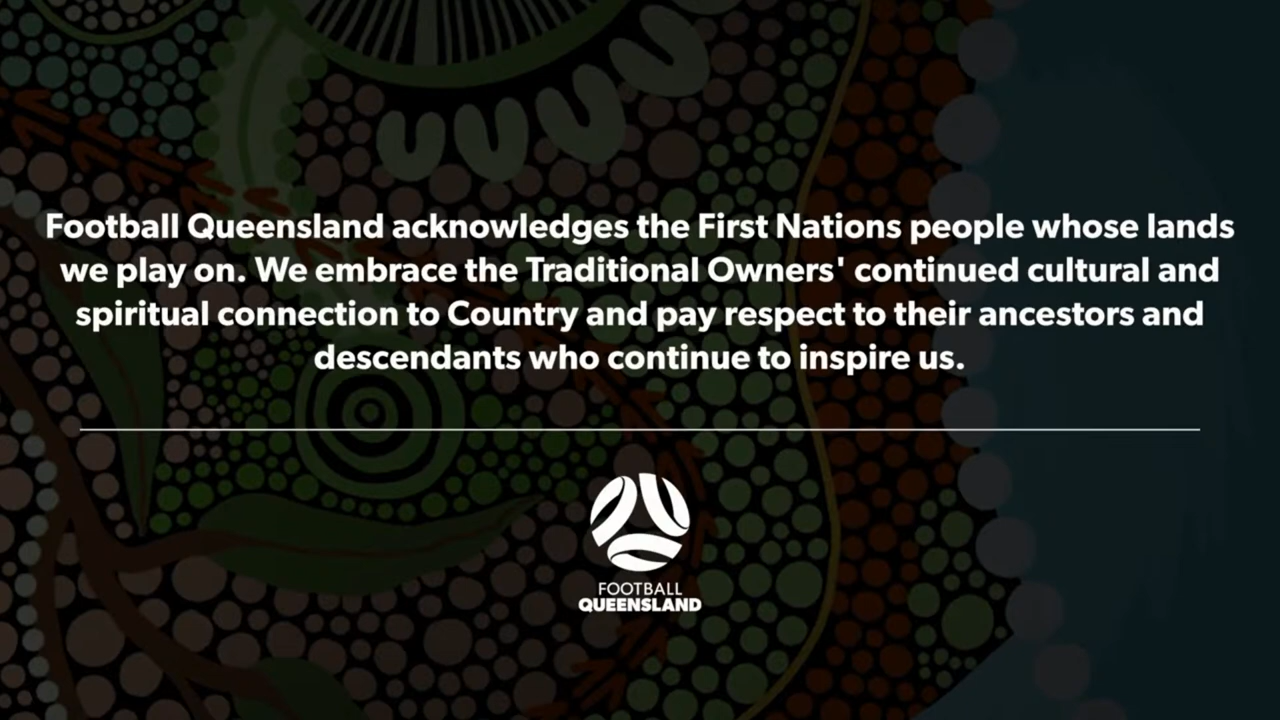 Football Queensland acknowledges the First Nations people whose lands
we play on. We embrace the Traditional Owners' continued cultural and
spiritual connection to Country and pay respect to their ancestors and
descendants who continue to inspire us.
FOOTBALL
QUEENSLAND